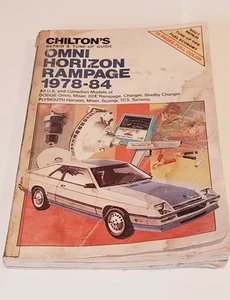 CHILTON'S
REPAIR & TUNE-UP GUIDE
OMNI
HORIZON
RAMPAGE
1978-84
All U.S. and Canadian Models of
DODGE Omni, Miser, 024, Rampage, Charger, Shelby Charger
PLYMOUTH Horizon, Miser, Scamp, TC3, Turismo